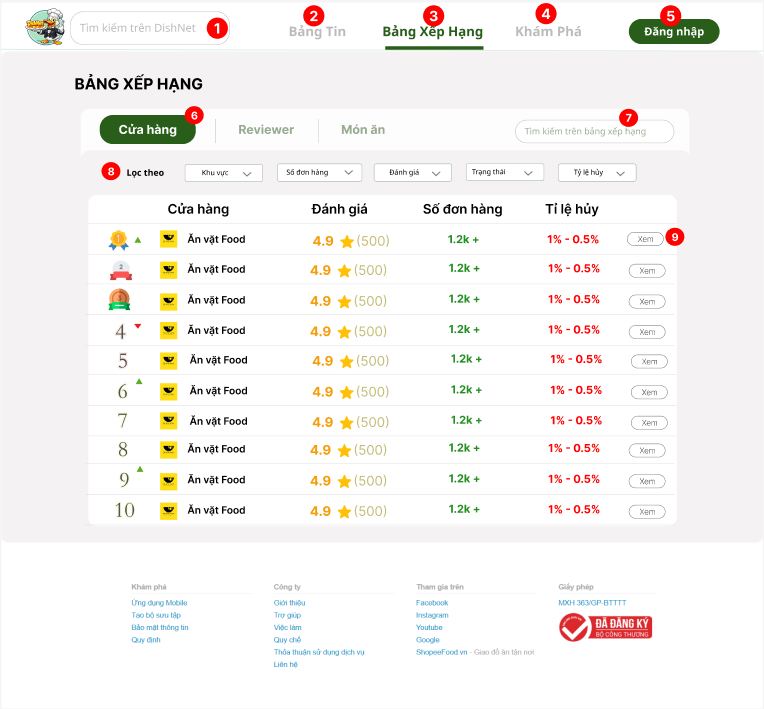 Tìm kiếm trên DishNet 1
2
Bảng Tin
3
Bảng Xếp Hạng
4
Khám Phá
5
Đăng nhập
BẢNG XẾP HẠNG
6
Cửa hàng Reviewer Món ăn
7
Tìm kiếm trên bảng xếp hạng
8 Lọc theo Khu vực Số đơn hàng Đánh giá Trạng thái Tỷ lệ hủy
Cửa hàng Đánh giá Số đơn hàng Tỉ lệ hủy
1 Ăn vặt Food 4.9 (500) 1.2k + 1% - 0.5% Xem 9
2 Ăn vặt Food 4.9 (500) 1.2k + 1% - 0.5% Xem
3 Ăn vặt Food 4.9 (500) 1.2k + 1% - 0.5% Xem
4 Ăn vặt Food 4.9 (500) 1.2k + 1% - 0.5% Xem
5 Ăn vặt Food 4.9 (500) 1.2k + 1% - 0.5% Xem
6 Ăn vặt Food 4.9 (500) 1.2k + 1% - 0.5% Xem
7 Ăn vặt Food 4.9 (500) 1.2k + 1% - 0.5% Xem
8 Ăn vặt Food 4.9 (500) 1.2k + 1% - 0.5% Xem
9 Ăn vặt Food 4.9 (500) 1.2k + 1% - 0.5% Xem
10 Ăn vặt Food 4.9 (500) 1.2k + 1% - 0.5% Xem
Khám phá
Ứng dụng Mobile
Tạo bộ sưu tập
Bảo mật thông tin
Quy định
Công ty
Giới thiệu
Trợ giúp
Việc làm
Quy chế
Thỏa thuận sử dụng dịch vụ
Liên hệ
Tham gia trên
Facebook
Instagram
Youtube
Google
ShopeeFood.vn - Giao đồ ăn tận nơi
Giấy phép
MXH 363/GP-BTTTT
ĐÃ ĐĂNG KÝ
BỘ CÔNG THƯƠNG